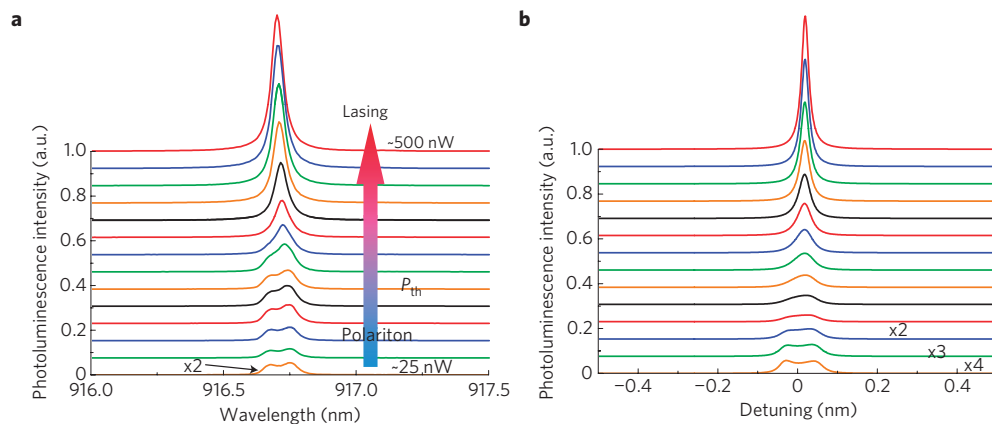 a
Photoluminescence intensity (a.u.)
1.0
0.8
0.6
0.4
0.2
0
Lasing
~500 nW
Pth
Polariton
x2
~25 nW
916.0
916.5
917.0
917.5
Wavelength (nm)
b
Photoluminescence intensity (a.u.)
1.0
0.8
0.6
0.4
0.2
0
x2
x3
x4
−0.4
−0.2
0
0.2
0.4
Detuning (nm)